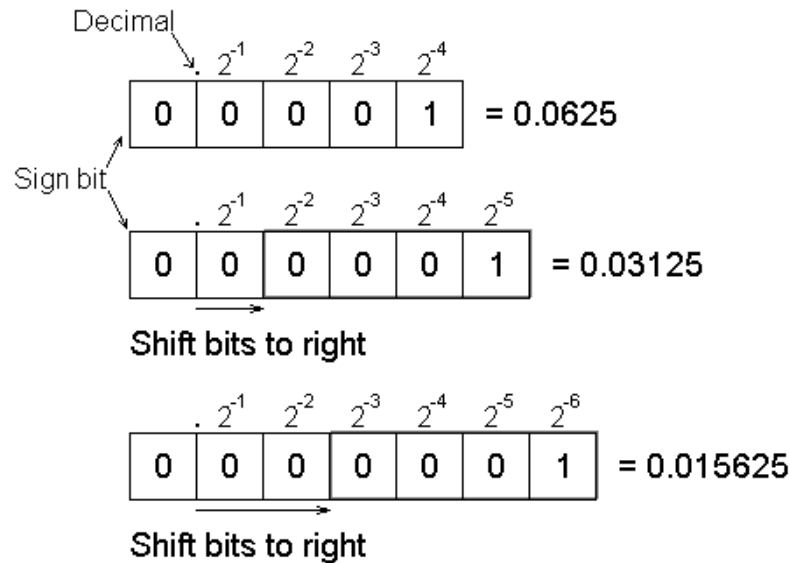 Decimal
. 2^-1 2^-2 2^-3 2^-4
0 0 0 0 1 = 0.0625
Sign bit
. 2^-1 2^-2 2^-3 2^-4 2^-5
0 0 0 0 0 1 = 0.03125
Shift bits to right
. 2^-1 2^-2 2^-3 2^-4 2^-5 2^-6
0 0 0 0 0 0 1 = 0.015625
Shift bits to right